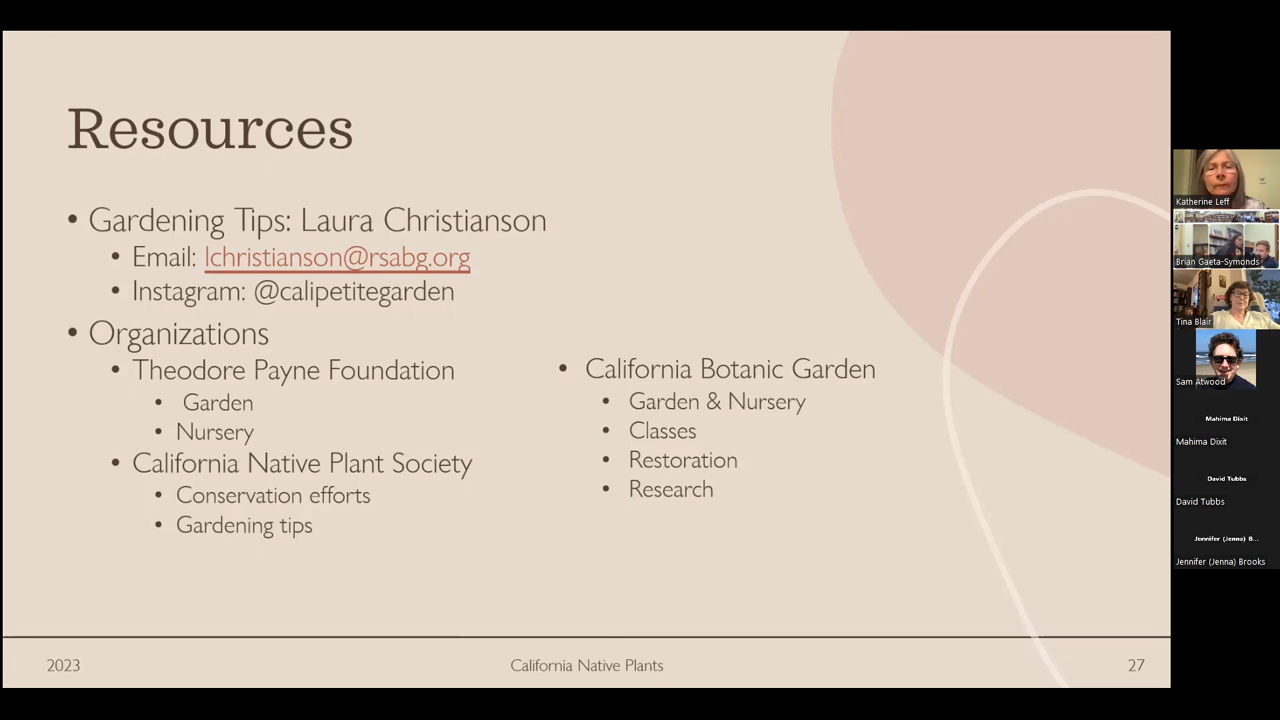 Resources
• Gardening Tips: Laura Christianson
• Email: lchristianson@rsabg.org
• Instagram: @calipetitegarden
• Organizations
• Theodore Payne Foundation
• Garden
• Nursery
• California Native Plant Society
• Conservation efforts
• Gardening tips
• California Botanic Garden
• Garden & Nursery
• Classes
• Restoration
• Research
2023
California Native Plants
27
Katherine Leff
Brian Gaeta-Symonds
Tina Blair
Sam Atwood
Mahima Dixit
Mahima Dixit
David Tubbs
David Tubbs
Jennifer (Jenna) B...
Jennifer (Jenna) Brooks